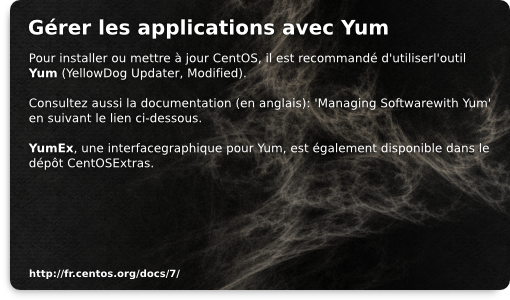 Gérer les applications avec Yum
Pour installer ou mettre à jour CentOS, il est recommandé d'utiliserl'outil
Yum (YellowDog Updater, Modified).
Consultez aussi la documentation (en anglais): 'Managing Softwarewith Yum'
en suivant le lien ci-dessous.
YumEx, une interfacegraphique pour Yum, est également disponible dans le
dépôt CentOSExtras.
http://fr.centos.org/docs/7/